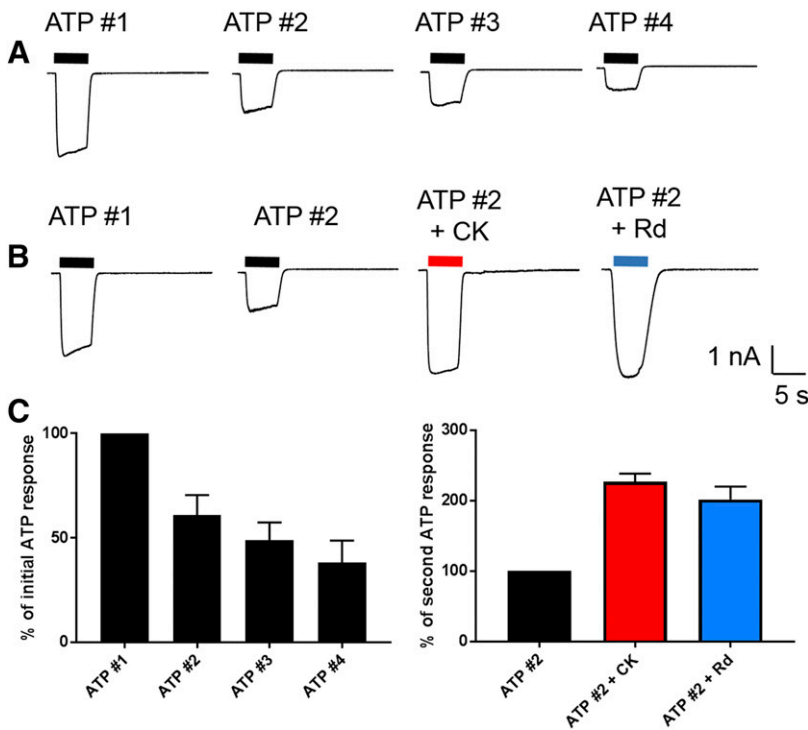 A
ATP #1
ATP #2
ATP #3
ATP #4
B
ATP #1
ATP #2
ATP #2
+ CK
ATP #2
+ Rd
1 nA
5 s
C
% of initial ATP response
100
50
0
ATP #1
ATP #2
ATP #3
ATP #4
% of second ATP response
300
200
100
0
ATP #2
ATP #2 + CK
ATP #2 + Rd